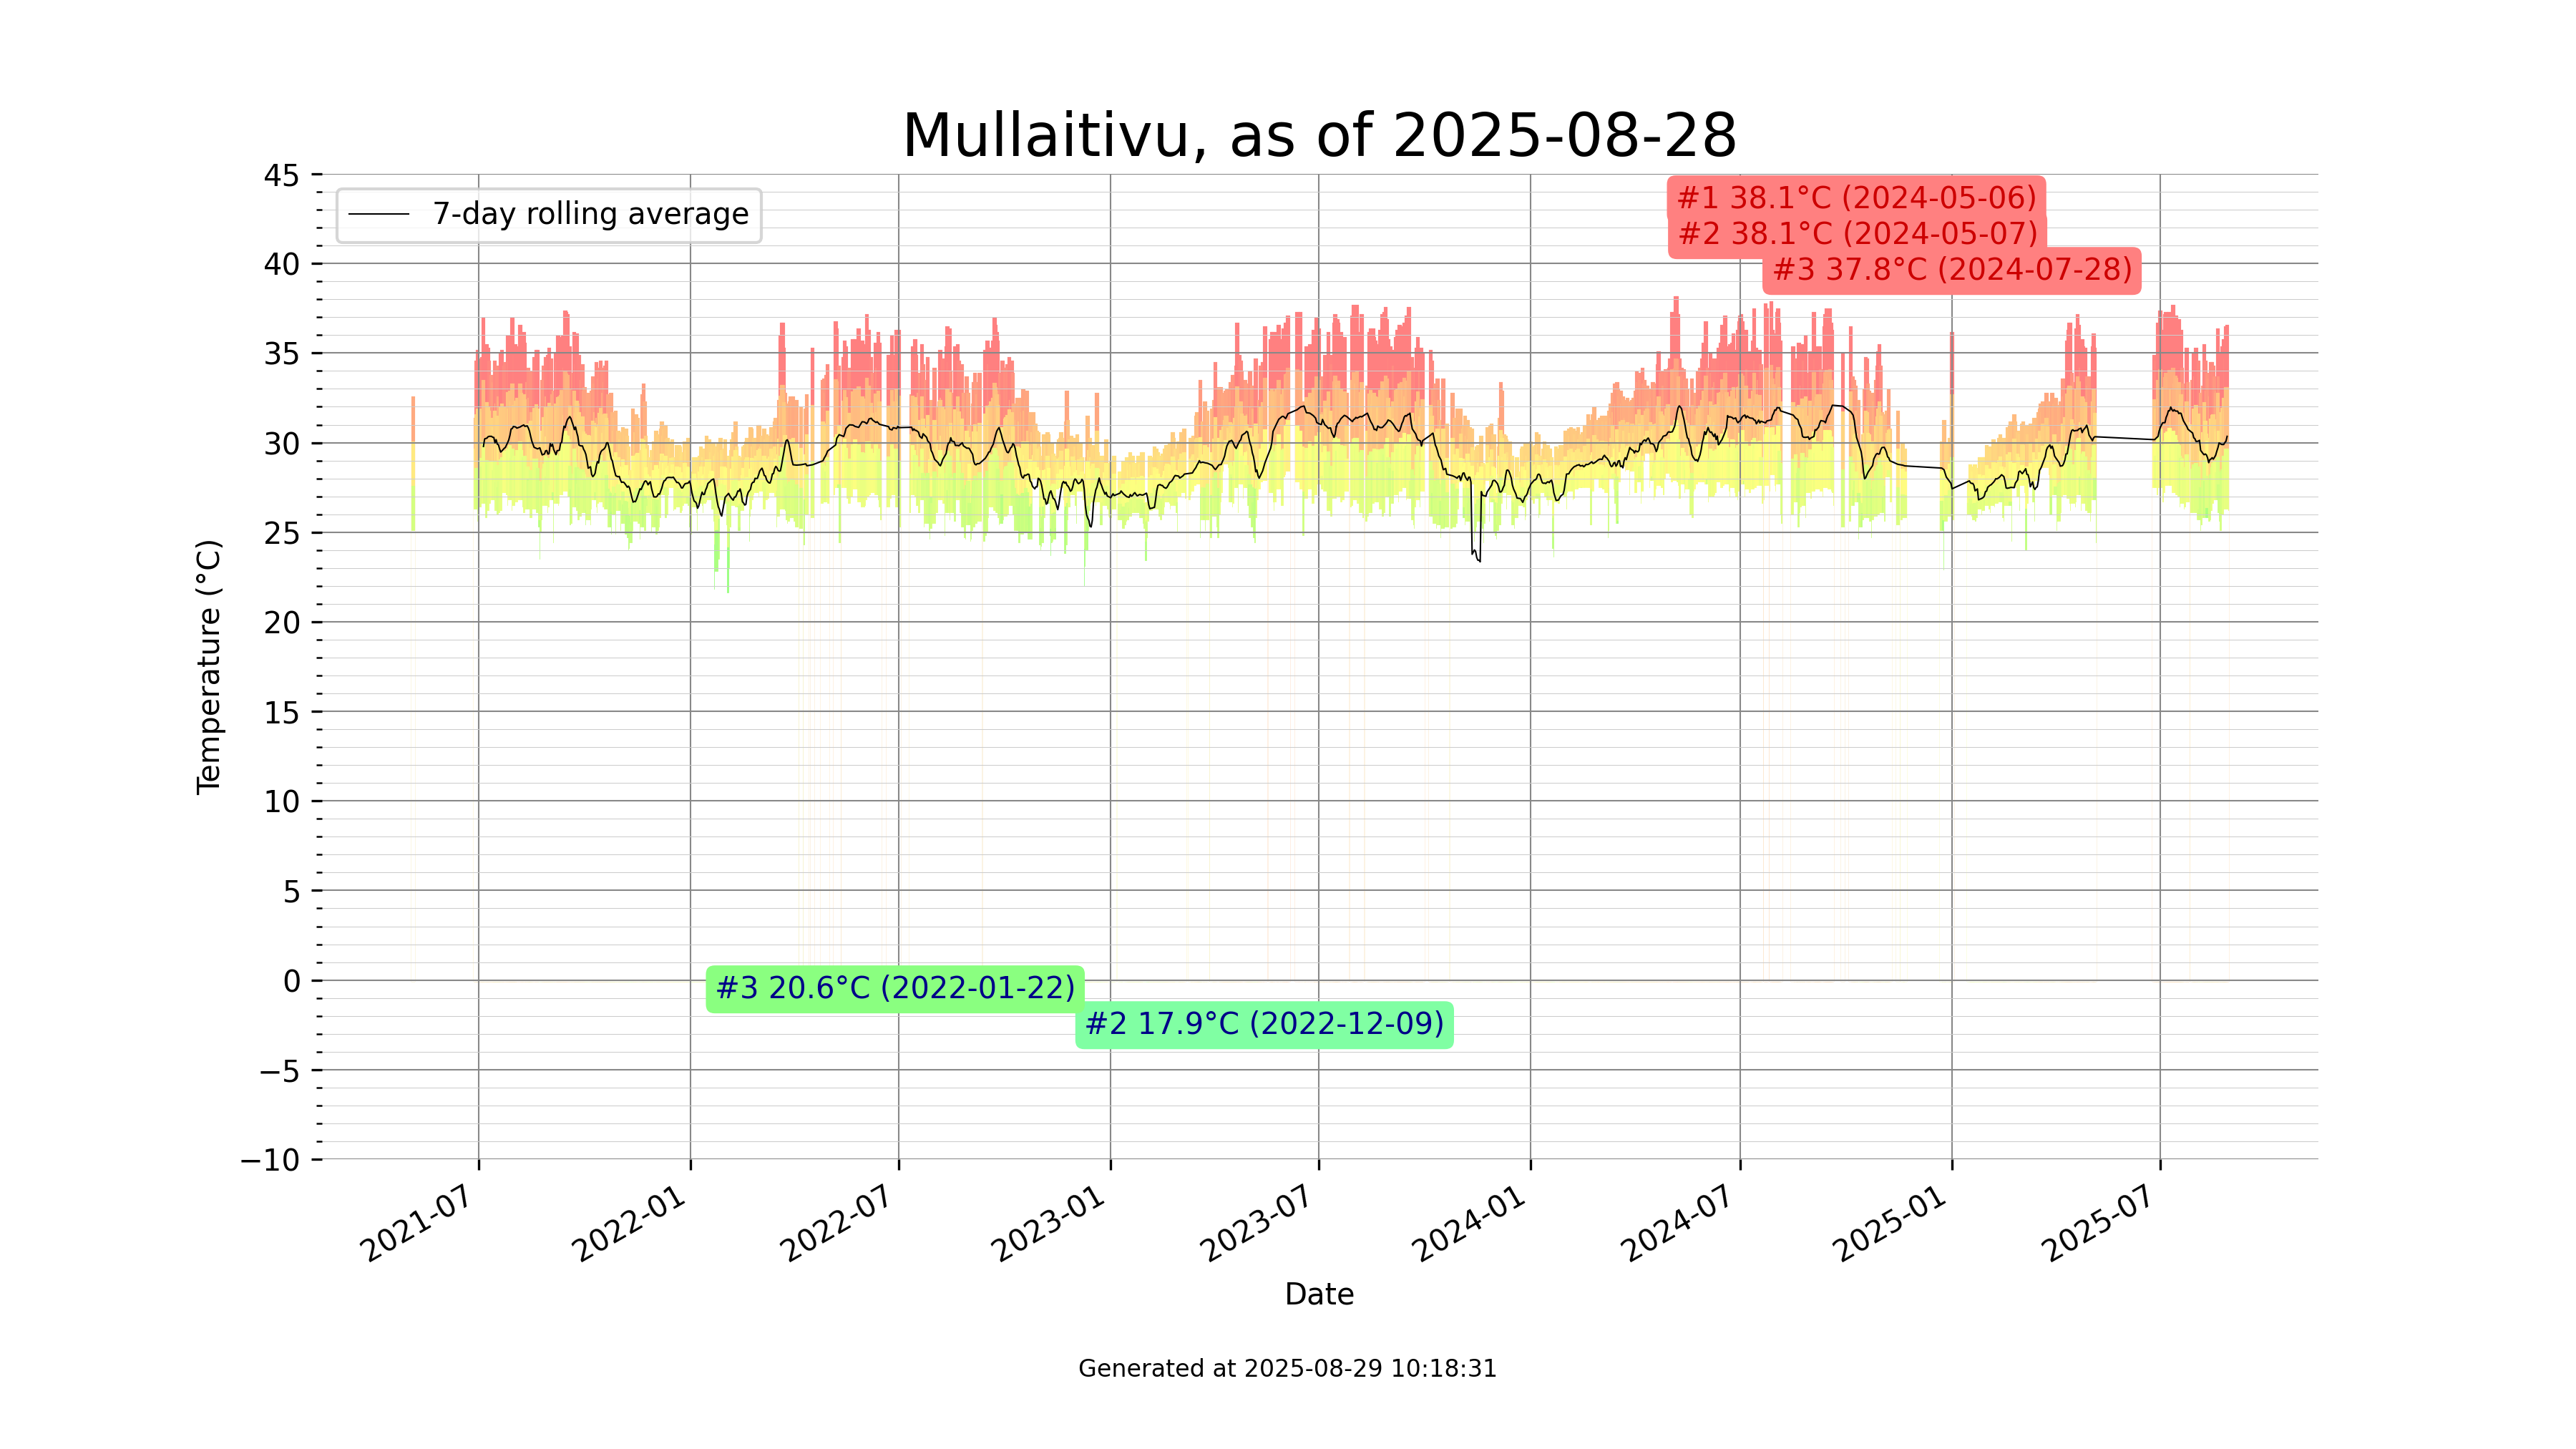 Mullaitivu, as of 2025-08-28
7-day rolling average
#1 38.1°C (2024-05-06)
#2 38.1°C (2024-05-07)
#3 37.8°C (2024-07-28)
45
40
35
30
25
20
15
10
5
0
−5
−10
Temperature (°C)
#3 20.6°C (2022-01-22)
#2 17.9°C (2022-12-09)
2021-07
2022-01
2022-07
2023-01
2023-07
2024-01
2024-07
2025-01
2025-07
Date
Generated at 2025-08-29 10:18:31